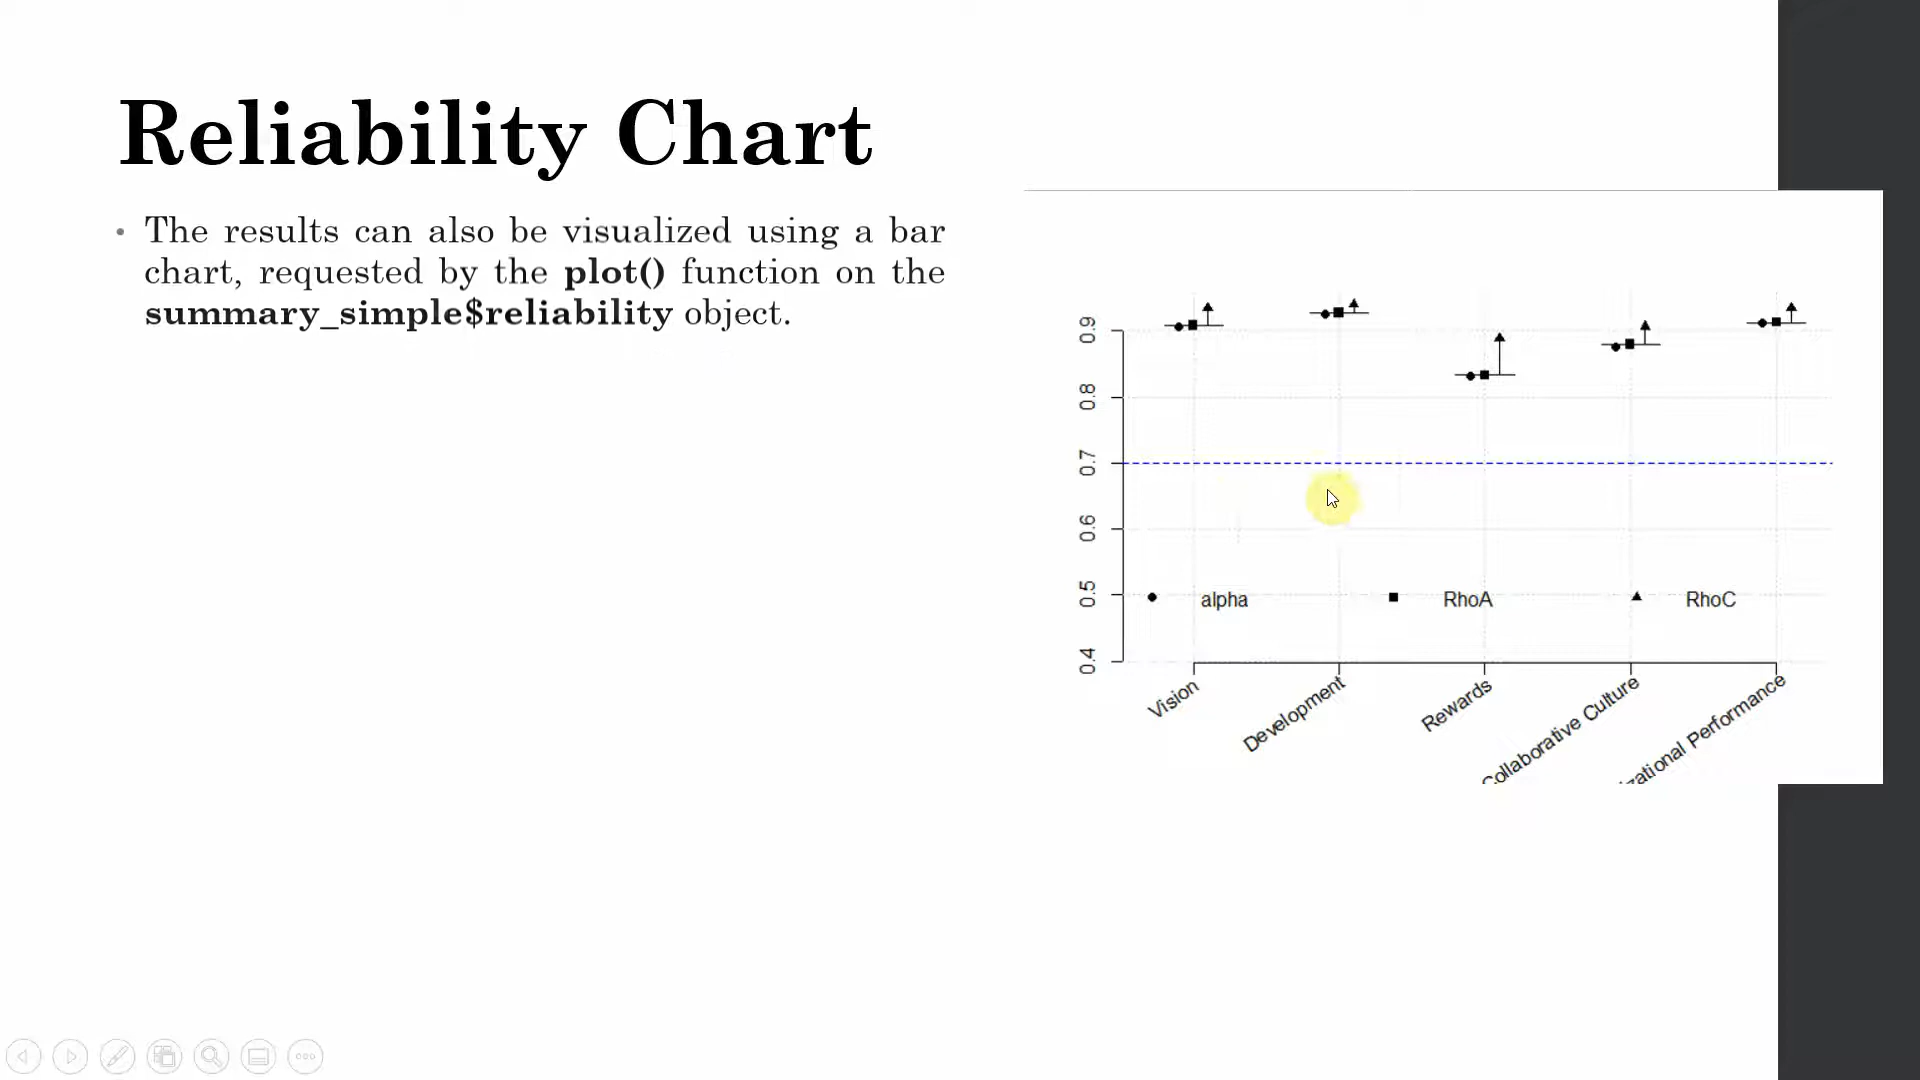 Reliability Chart
• The results can also be visualized using a bar
chart, requested by the plot() function on the
summary_simple$reliability object.
0.9
0.8
0.7
0.6
0.5
0.4
alpha
RhoA
RhoC
Vision
Development
Rewards
Collaborative Culture
izational Performance